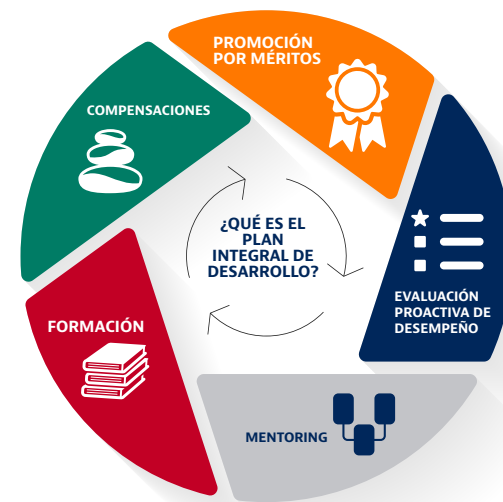 PROMOCIÓN
POR MÉRITOS
COMPENSACIONES
¿QUÉ ES EL
PLAN
INTEGRAL DE
DESARROLLO?
EVALUACIÓN
PROACTIVA DE
DESEMPEÑO
FORMACIÓN
MENTORING